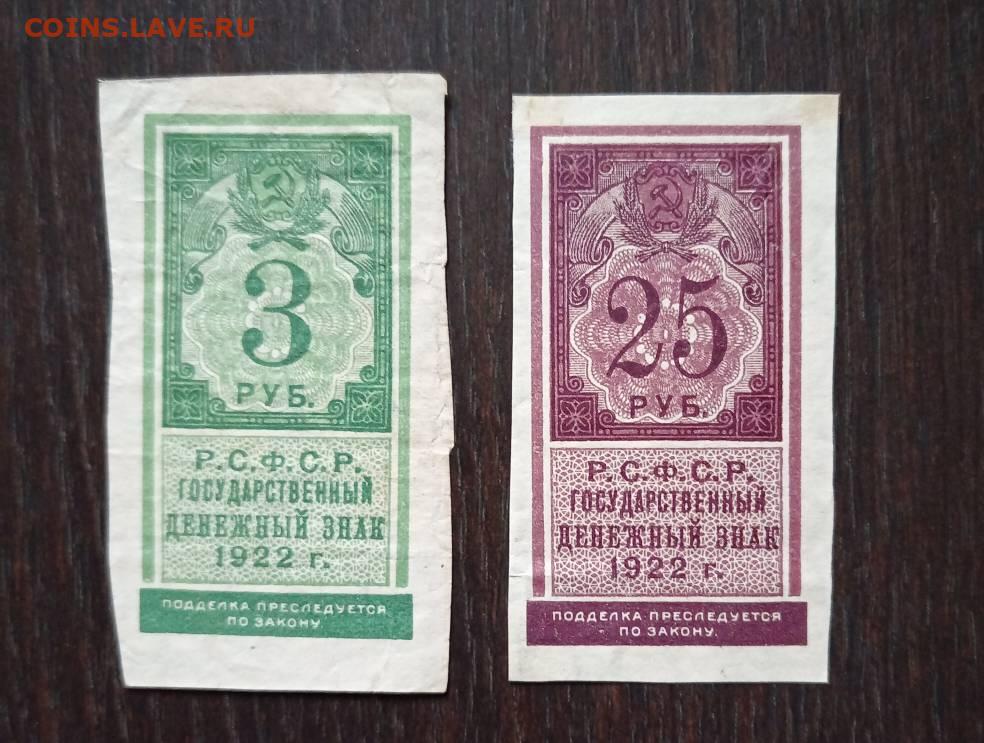 COINS.LAVE.RU
3
РУБ.
Р.С.Ф.С.Р.
ГОСУДАРСТВЕННЫЙ
ДЕНЕЖНЫЙ ЗНАК
1922 г.
ПОДДЕЛКА ПРЕСЛЕДУЕТСЯ
ПО ЗАКОНУ
25
РУБ.
Р.С.Ф.С.Р.
ГОСУДАРСТВЕННЫЙ
ДЕНЕЖНЫЙ ЗНАК
1922 г.
ПОДДЕЛКА ПРЕСЛЕДУЕТСЯ
ПО ЗАКОНУ.